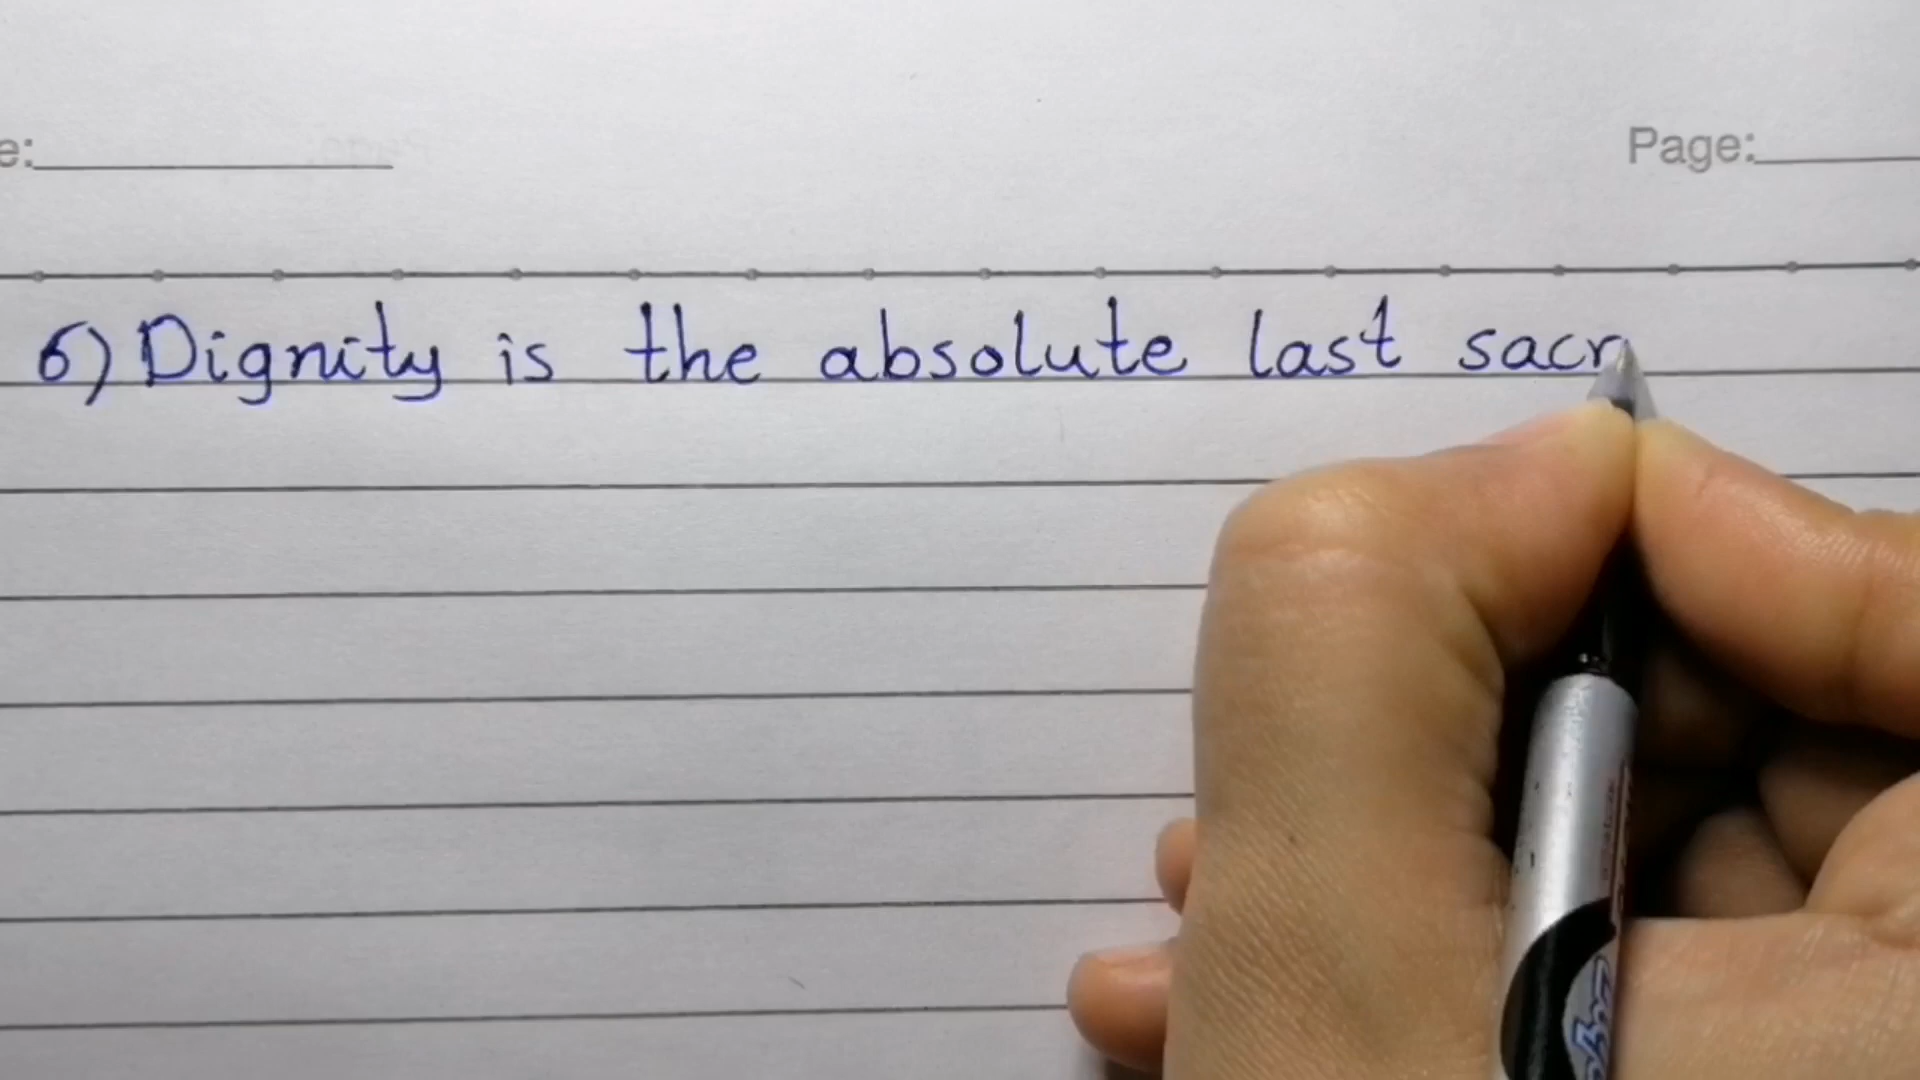 e:
Page:
6) Dignity is the absolute last sacr